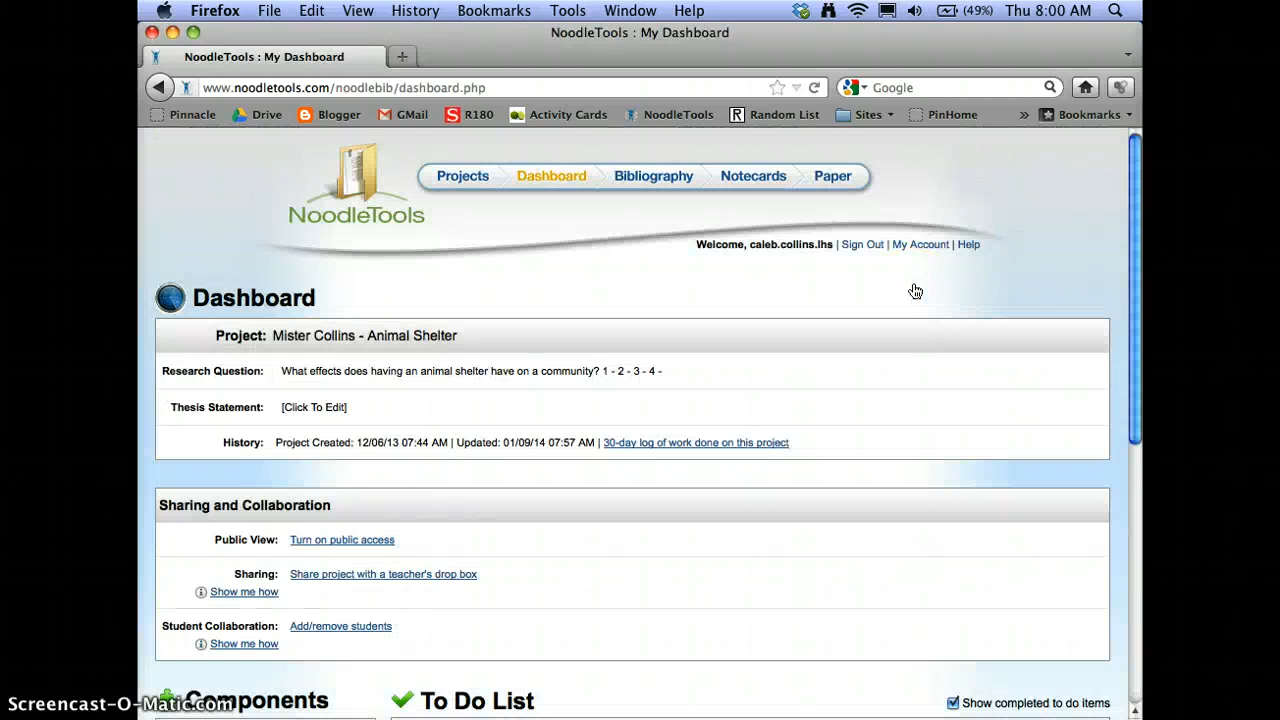 Firefox File Edit View History Bookmarks Tools Window Help (49%) Thu 8:00 AM
NoodleTools : My Dashboard
NoodleTools : My Dashboard
www.noodletools.com/noodlebib/dashboard.php Google
Pinnacle Drive Blogger GMail S R180 Activity Cards NoodleTools R Random List Sites PinHome » Bookmarks
Projects Dashboard Bibliography Notecards Paper
NoodleTools
Welcome, caleb.collins.lhs | Sign Out | My Account | Help
Dashboard
Project: Mister Collins - Animal Shelter
Research Question: What effects does having an animal shelter have on a community? 1 - 2 - 3 - 4 -
Thesis Statement: [Click To Edit]
History: Project Created: 12/06/13 07:44 AM | Updated: 01/09/14 07:57 AM | 30-day log of work done on this project
Sharing and Collaboration
Public View: Turn on public access
Sharing: Share project with a teacher's drop box
Show me how
Student Collaboration: Add/remove students
Show me how
Components To Do List Show completed to do items
Screencast-O-Matic.com